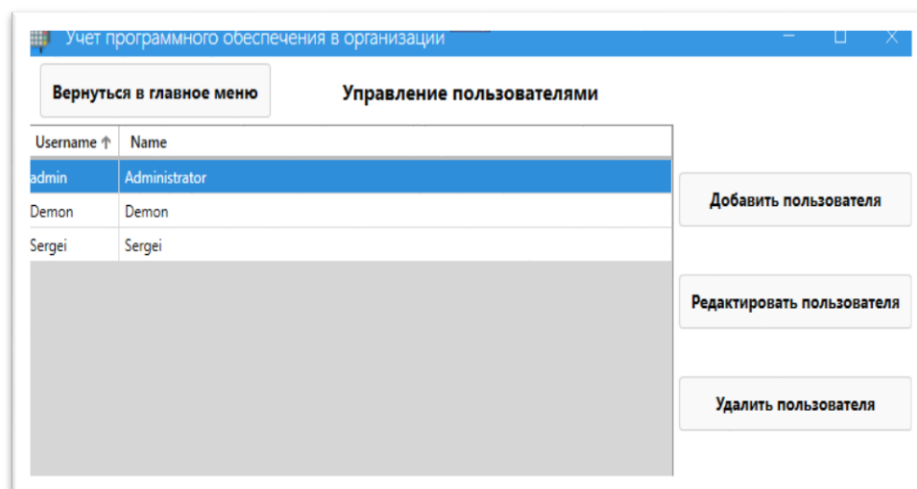 Учет программного обеспечения в организации
Вернуться в главное меню
Управление пользователями
Username Name
admin Administrator
Demon Demon
Sergei Sergei
Добавить пользователя
Редактировать пользователя
Удалить пользователя